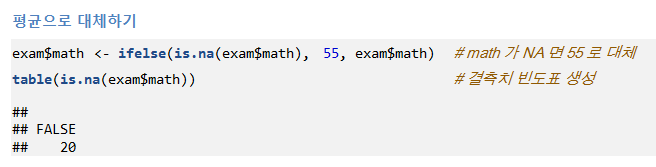 평균으로 대체하기
exam$math <- ifelse(is.na(exam$math), 55, exam$math) # math 가 NA 면 55 로 대체
table(is.na(exam$math)) # 결측치 빈도표 생성
##
## FALSE
## 20